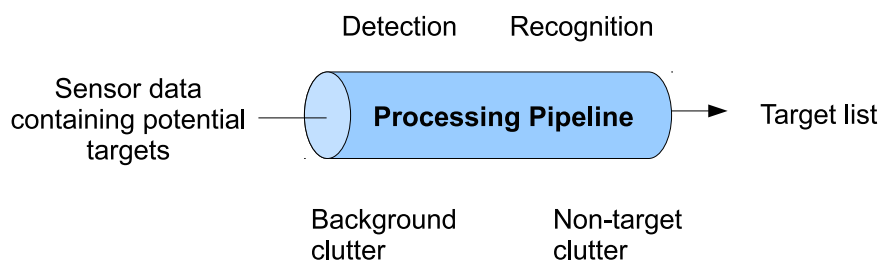 Detection
Recognition
Sensor data
containing potential
targets
Processing Pipeline
Target list
Background
clutter
Non-target
clutter